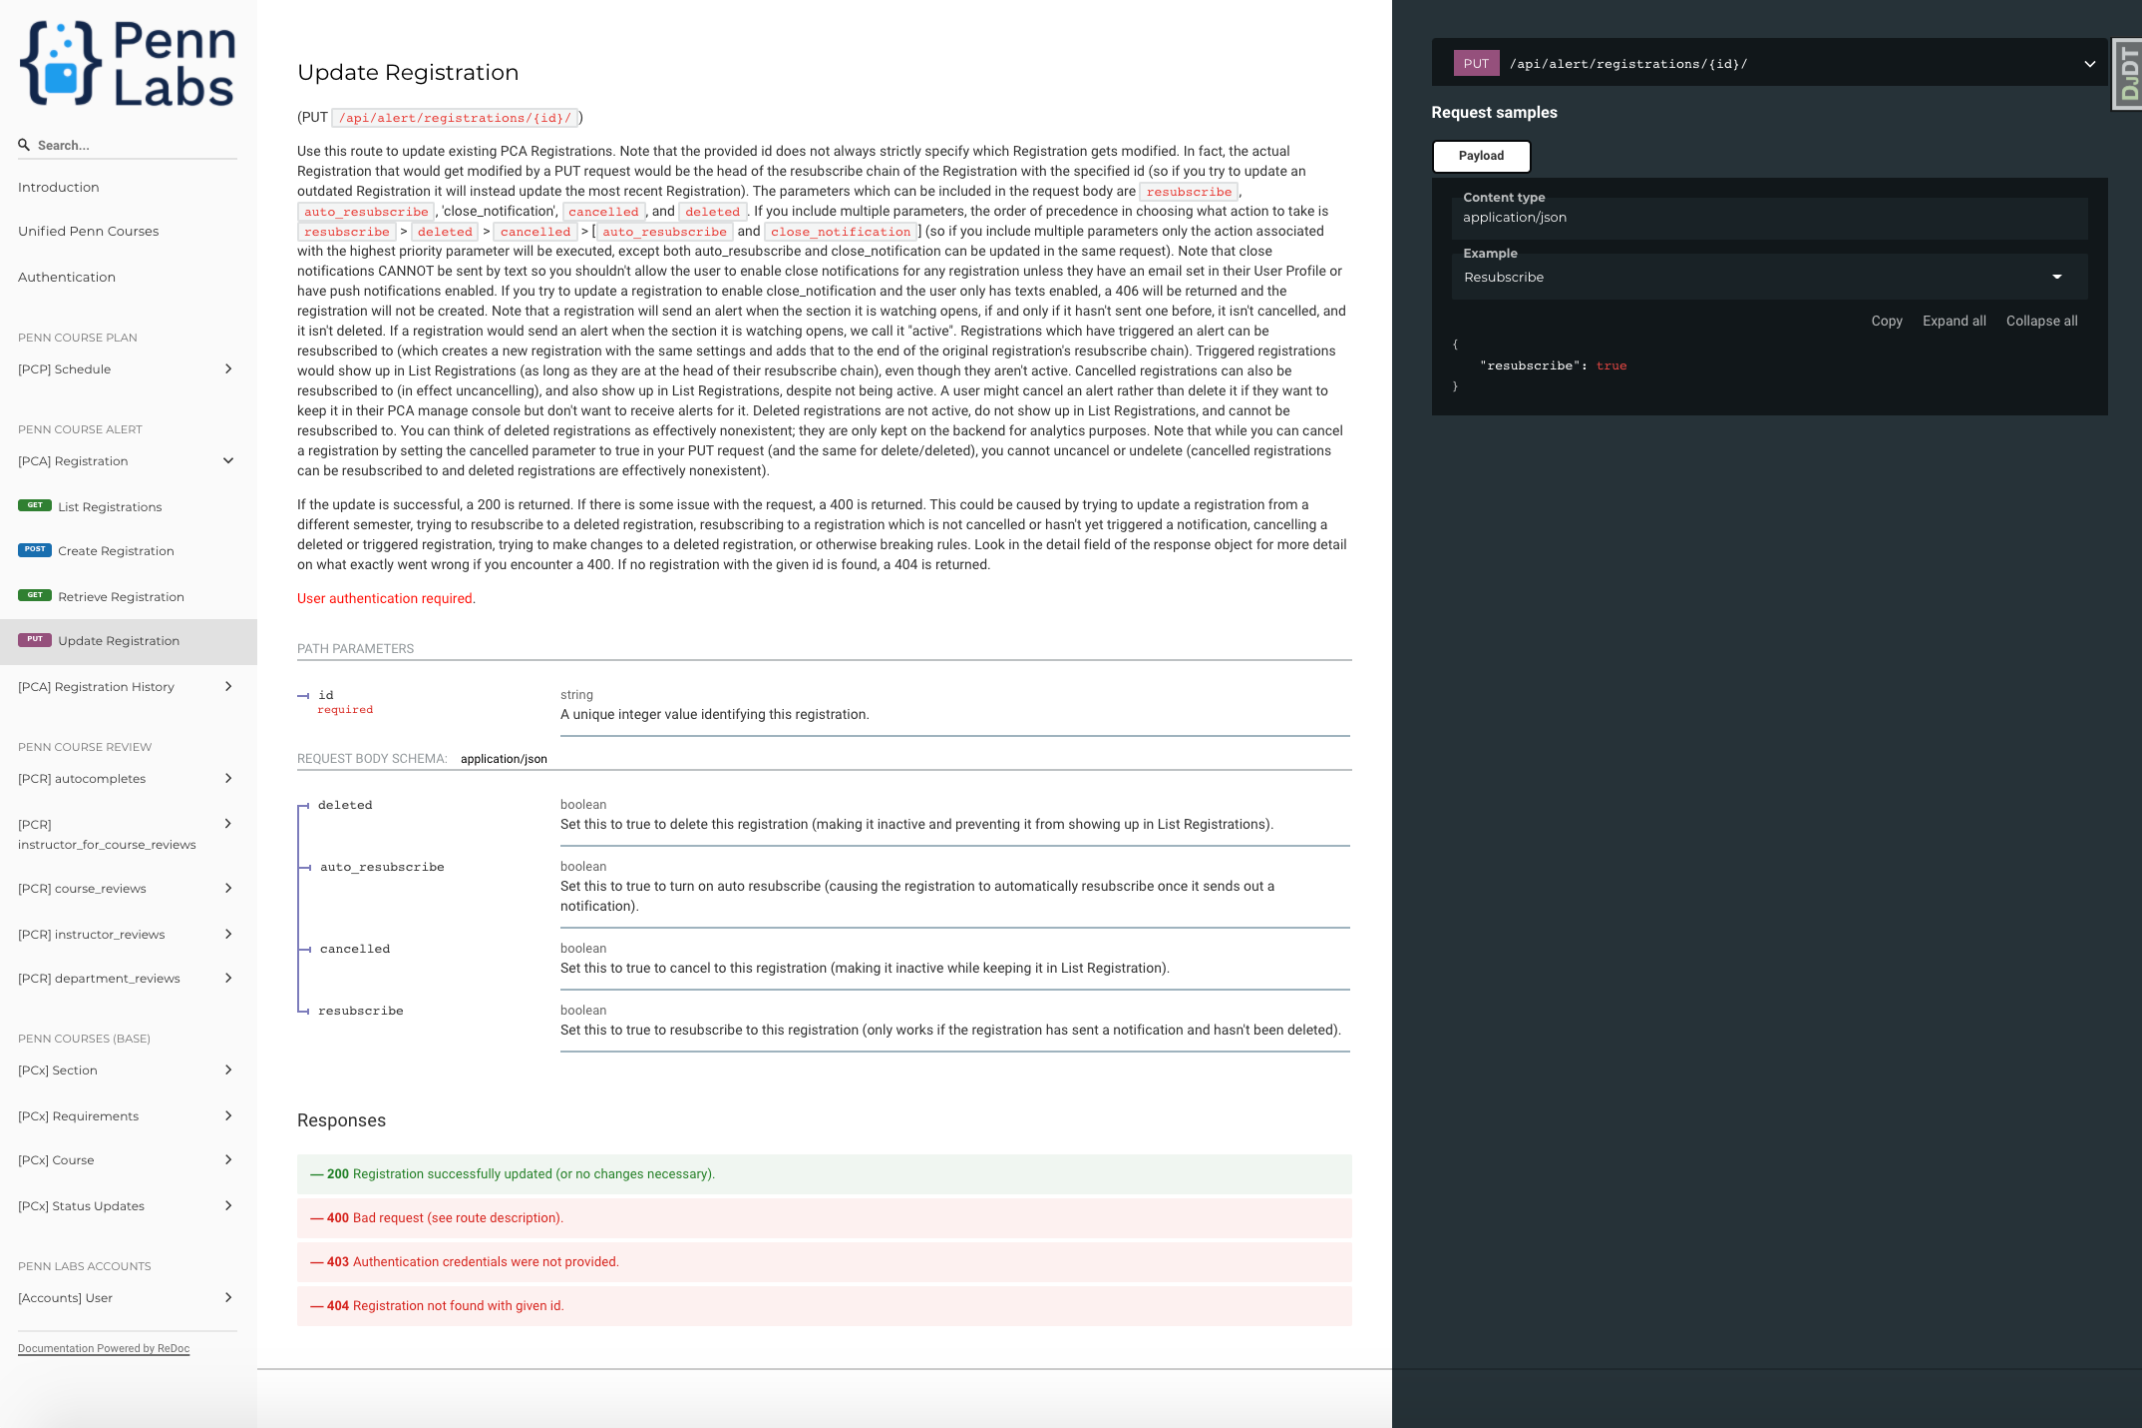 Penn
Labs
Search...
Introduction
Unified Penn Courses
Authentication
PENN COURSE PLAN
[PCP] Schedule
PENN COURSE ALERT
[PCA] Registration
GET List Registrations
POST Create Registration
GET Retrieve Registration
PUT Update Registration
[PCA] Registration History
PENN COURSE REVIEW
[PCR] autocompletes
[PCR]
instructor_for_course_reviews
[PCR] course_reviews
[PCR] instructor_reviews
[PCR] department_reviews
PENN COURSES (BASE)
[PCx] Section
[PCx] Requirements
[PCx] Course
[PCx] Status Updates
PENN LABS ACCOUNTS
[Accounts] User
Documentation Powered by ReDoc
Update Registration
(PUT /api/alert/registrations/{id}/ )
Use this route to update existing PCA Registrations. Note that the provided id does not always strictly specify which Registration gets modified. In fact, the actual
Registration that would get modified by a PUT request would be the head of the resubscribe chain of the Registration with the specified id (so if you try to update an
outdated Registration it will instead update the most recent Registration). The parameters which can be included in the request body are resubscribe ,
auto_resubscribe , 'close_notification', cancelled , and deleted . If you include multiple parameters, the order of precedence in choosing what action to take is
resubscribe > deleted > cancelled > [ auto_resubscribe and close_notification ] (so if you include multiple parameters only the action associated
with the highest priority parameter will be executed, except both auto_resubscribe and close_notification can be updated in the same request). Note that close
notifications CANNOT be sent by text so you shouldn't allow the user to enable close notifications for any registration unless they have an email set in their User Profile or
have push notifications enabled. If you try to update a registration to enable close_notification and the user only has texts enabled, a 406 will be returned and the
registration will not be created. Note that a registration will send an alert when the section it is watching opens, if and only if it hasn't sent one before, it isn't cancelled, and
it isn't deleted. If a registration would send an alert when the section it is watching opens, we call it "active". Registrations which have triggered an alert can be
resubscribed to (which creates a new registration with the same settings and adds that to the end of the original registration's resubscribe chain). Triggered registrations
would show up in List Registrations (as long as they are at the head of their resubscribe chain), even though they aren't active. Cancelled registrations can also be
resubscribed to (in effect uncancelling), and also show up in List Registrations, despite not being active. A user might cancel an alert rather than delete it if they want to
keep it in their PCA manage console but don't want to receive alerts for it. Deleted registrations are not active, do not show up in List Registrations, and cannot be
resubscribed to. You can think of deleted registrations as effectively nonexistent; they are only kept on the backend for analytics purposes. Note that while you can cancel
a registration by setting the cancelled parameter to true in your PUT request (and the same for delete/deleted), you cannot uncancel or undelete (cancelled registrations
can be resubscribed to and deleted registrations are effectively nonexistent).
If the update is successful, a 200 is returned. If there is some issue with the request, a 400 is returned. This could be caused by trying to update a registration from a
different semester, trying to resubscribe to a deleted registration, resubscribing to a registration which is not cancelled or hasn't yet triggered a notification, cancelling a
deleted or triggered registration, trying to make changes to a deleted registration, or otherwise breaking rules. Look in the detail field of the response object for more detail
on what exactly went wrong if you encounter a 400. If no registration with the given id is found, a 404 is returned.
User authentication required.
PATH PARAMETERS
id
required
string
A unique integer value identifying this registration.
REQUEST BODY SCHEMA: application/json
deleted
boolean
Set this to true to delete this registration (making it inactive and preventing it from showing up in List Registrations).
auto_resubscribe
boolean
Set this to true to turn on auto resubscribe (causing the registration to automatically resubscribe once it sends out a
notification).
cancelled
boolean
Set this to true to cancel to this registration (making it inactive while keeping it in List Registration).
resubscribe
boolean
Set this to true to resubscribe to this registration (only works if the registration has sent a notification and hasn't been deleted).
Responses
— 200 Registration successfully updated (or no changes necessary).
— 400 Bad request (see route description).
— 403 Authentication credentials were not provided.
— 404 Registration not found with given id.
PUT /api/alert/registrations/{id}/
Request samples
Payload
Content type
application/json
Example
Resubscribe
Copy Expand all Collapse all
{
"resubscribe": true
}
DJDT